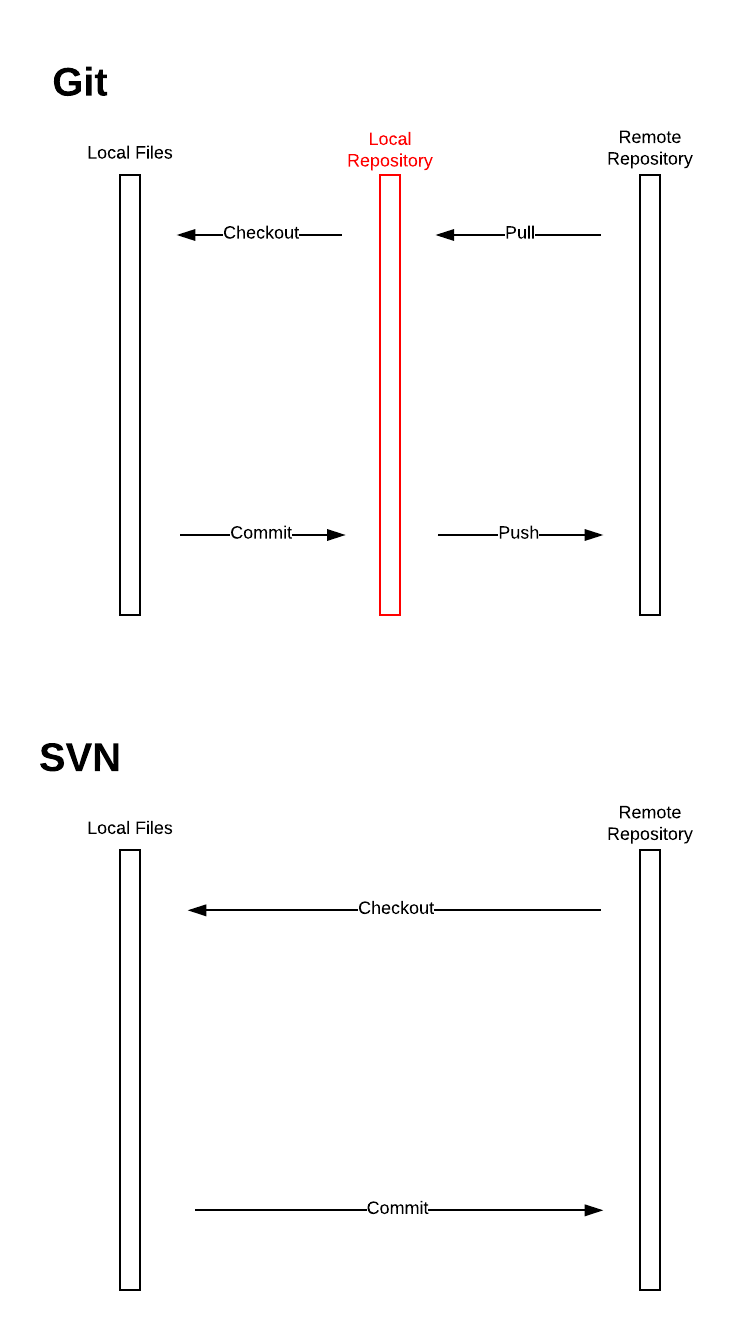 Git
Local Files
Local
Repository
Remote
Repository
Checkout
Pull
Commit
Push
SVN
Local Files
Remote
Repository
Checkout
Commit